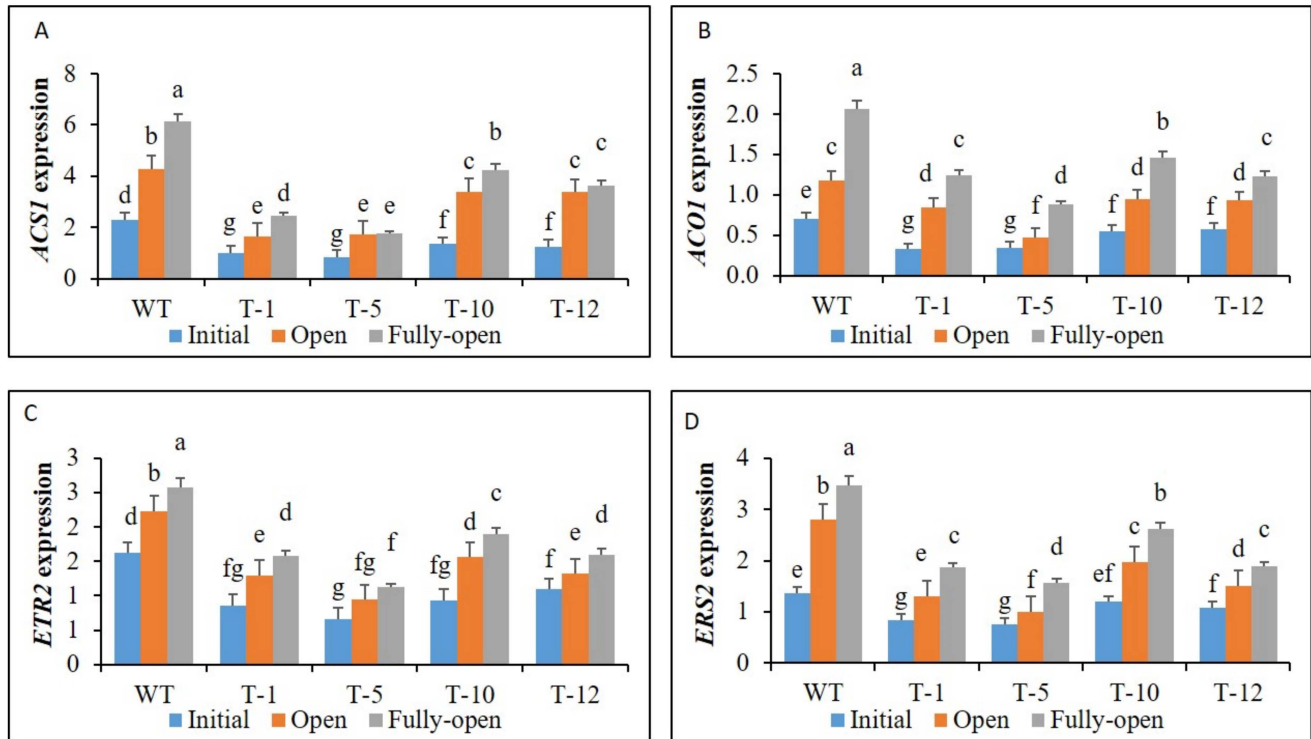 A
ACS1 expression
8
6
4
2
0
d b a
g e d
g e e
f c b
f c c
WT T-1 T-5 T-10 T-12
Initial Open Fully-open
B
ACO1 expression
2.5
2.0
1.5
1.0
0.5
0.0
e c a
g d c
g f d
f d b
f d c
WT T-1 T-5 T-10 T-12
Initial Open Fully-open
C
ETR2 expression
3
3
2
2
1
1
0
d b a
fg e d
g fg f
fg d c
f e d
WT T-1 T-5 T-10 T-12
Initial Open Fully-open
D
ERS2 expression
4
3
2
1
0
e b a
g e c
g f d
ef c b
f d c
WT T-1 T-5 T-10 T-12
Initial Open Fully-open